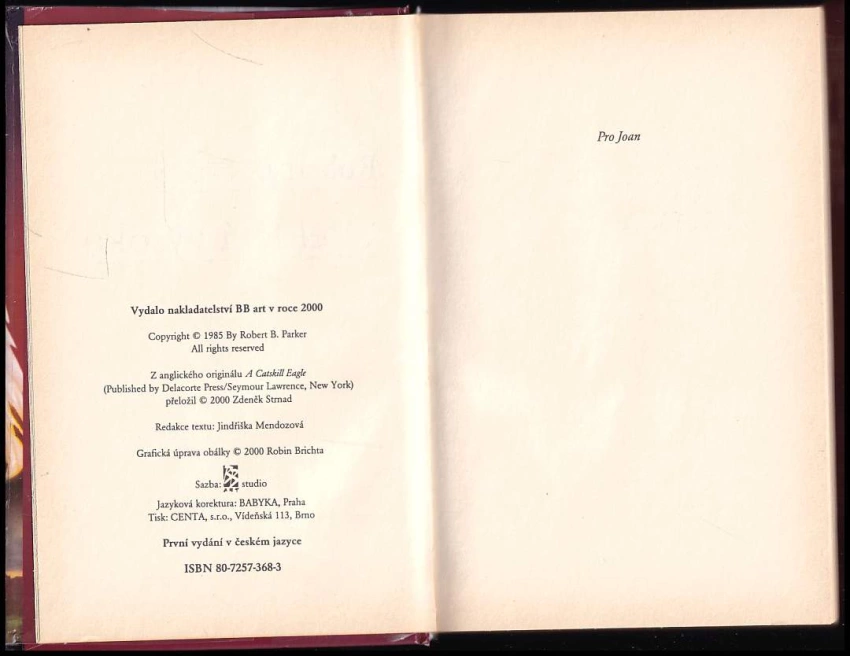 Vydalo nakladatelství BB art v roce 2000
Copyright © 1985 By Robert B. Parker
All rights reserved
Z anglického originálu A Catskill Eagle
(Published by Delacorte Press/Seymour Lawrence, New York)
přeložil © 2000 Zdeněk Strnad
Redakce textu: Jindřiška Mendozová
Grafická úprava obálky © 2000 Robin Brichta
Sazba: studio
Jazyková korektura: BABYKA, Praha
Tisk: CENTA, s.r.o., Vídeňská 113, Brno
První vydání v českém jazyce
ISBN 80-7257-368-3
Pro Joan